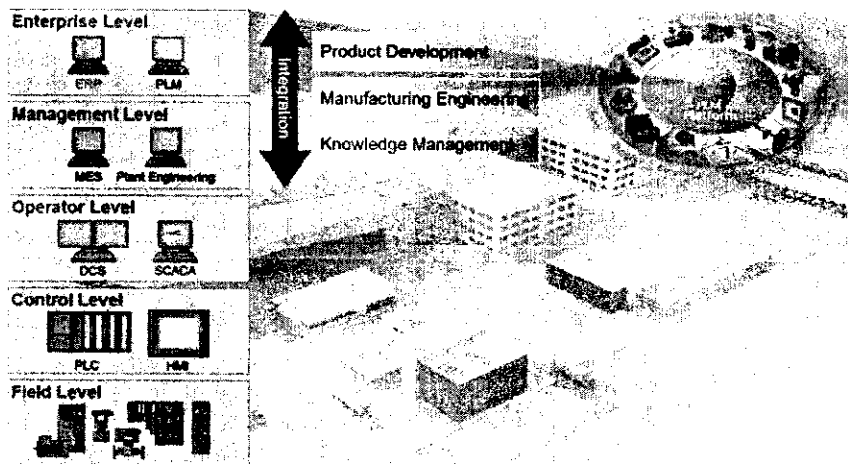 Enterprise Level
ERP
PLM
Management Level
MES
Plant Engineering
Operator Level
DCS
SCACA
Control Level
PLC
HMI
Field Level
Integration
Product Development
Manufacturing Engineering
Knowledge Management